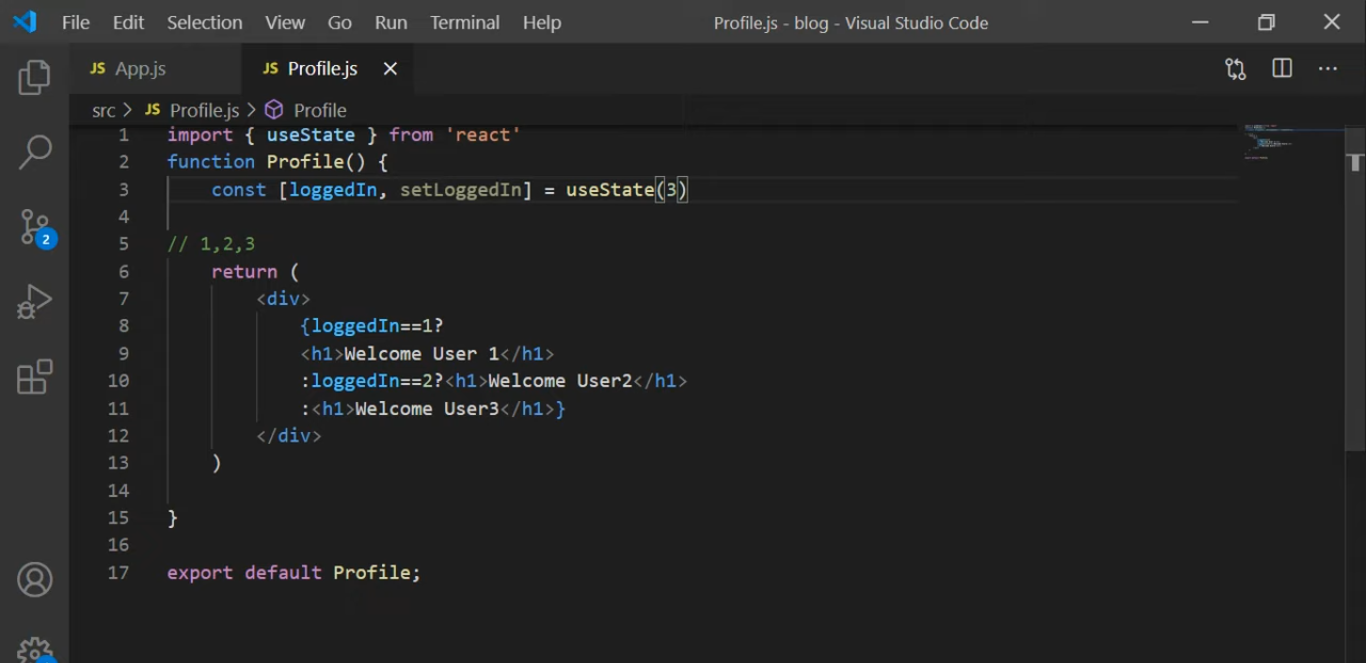 File Edit Selection View Go Run Terminal Help Profile.js - blog - Visual Studio Code
JS App.js JS Profile.js
src > JS Profile.js > Profile
1 import { useState } from 'react'
2 function Profile() {
3 const [loggedIn, setLoggedIn] = useState(3)
4
5 // 1,2,3
6 return (
7 <div>
8 {loggedIn==1?
9 <h1>Welcome User 1</h1>
10 :loggedIn==2?<h1>Welcome User2</h1>
11 :<h1>Welcome User3</h1>}
12 </div>
13 )
14
15 }
16
17 export default Profile;
2
T